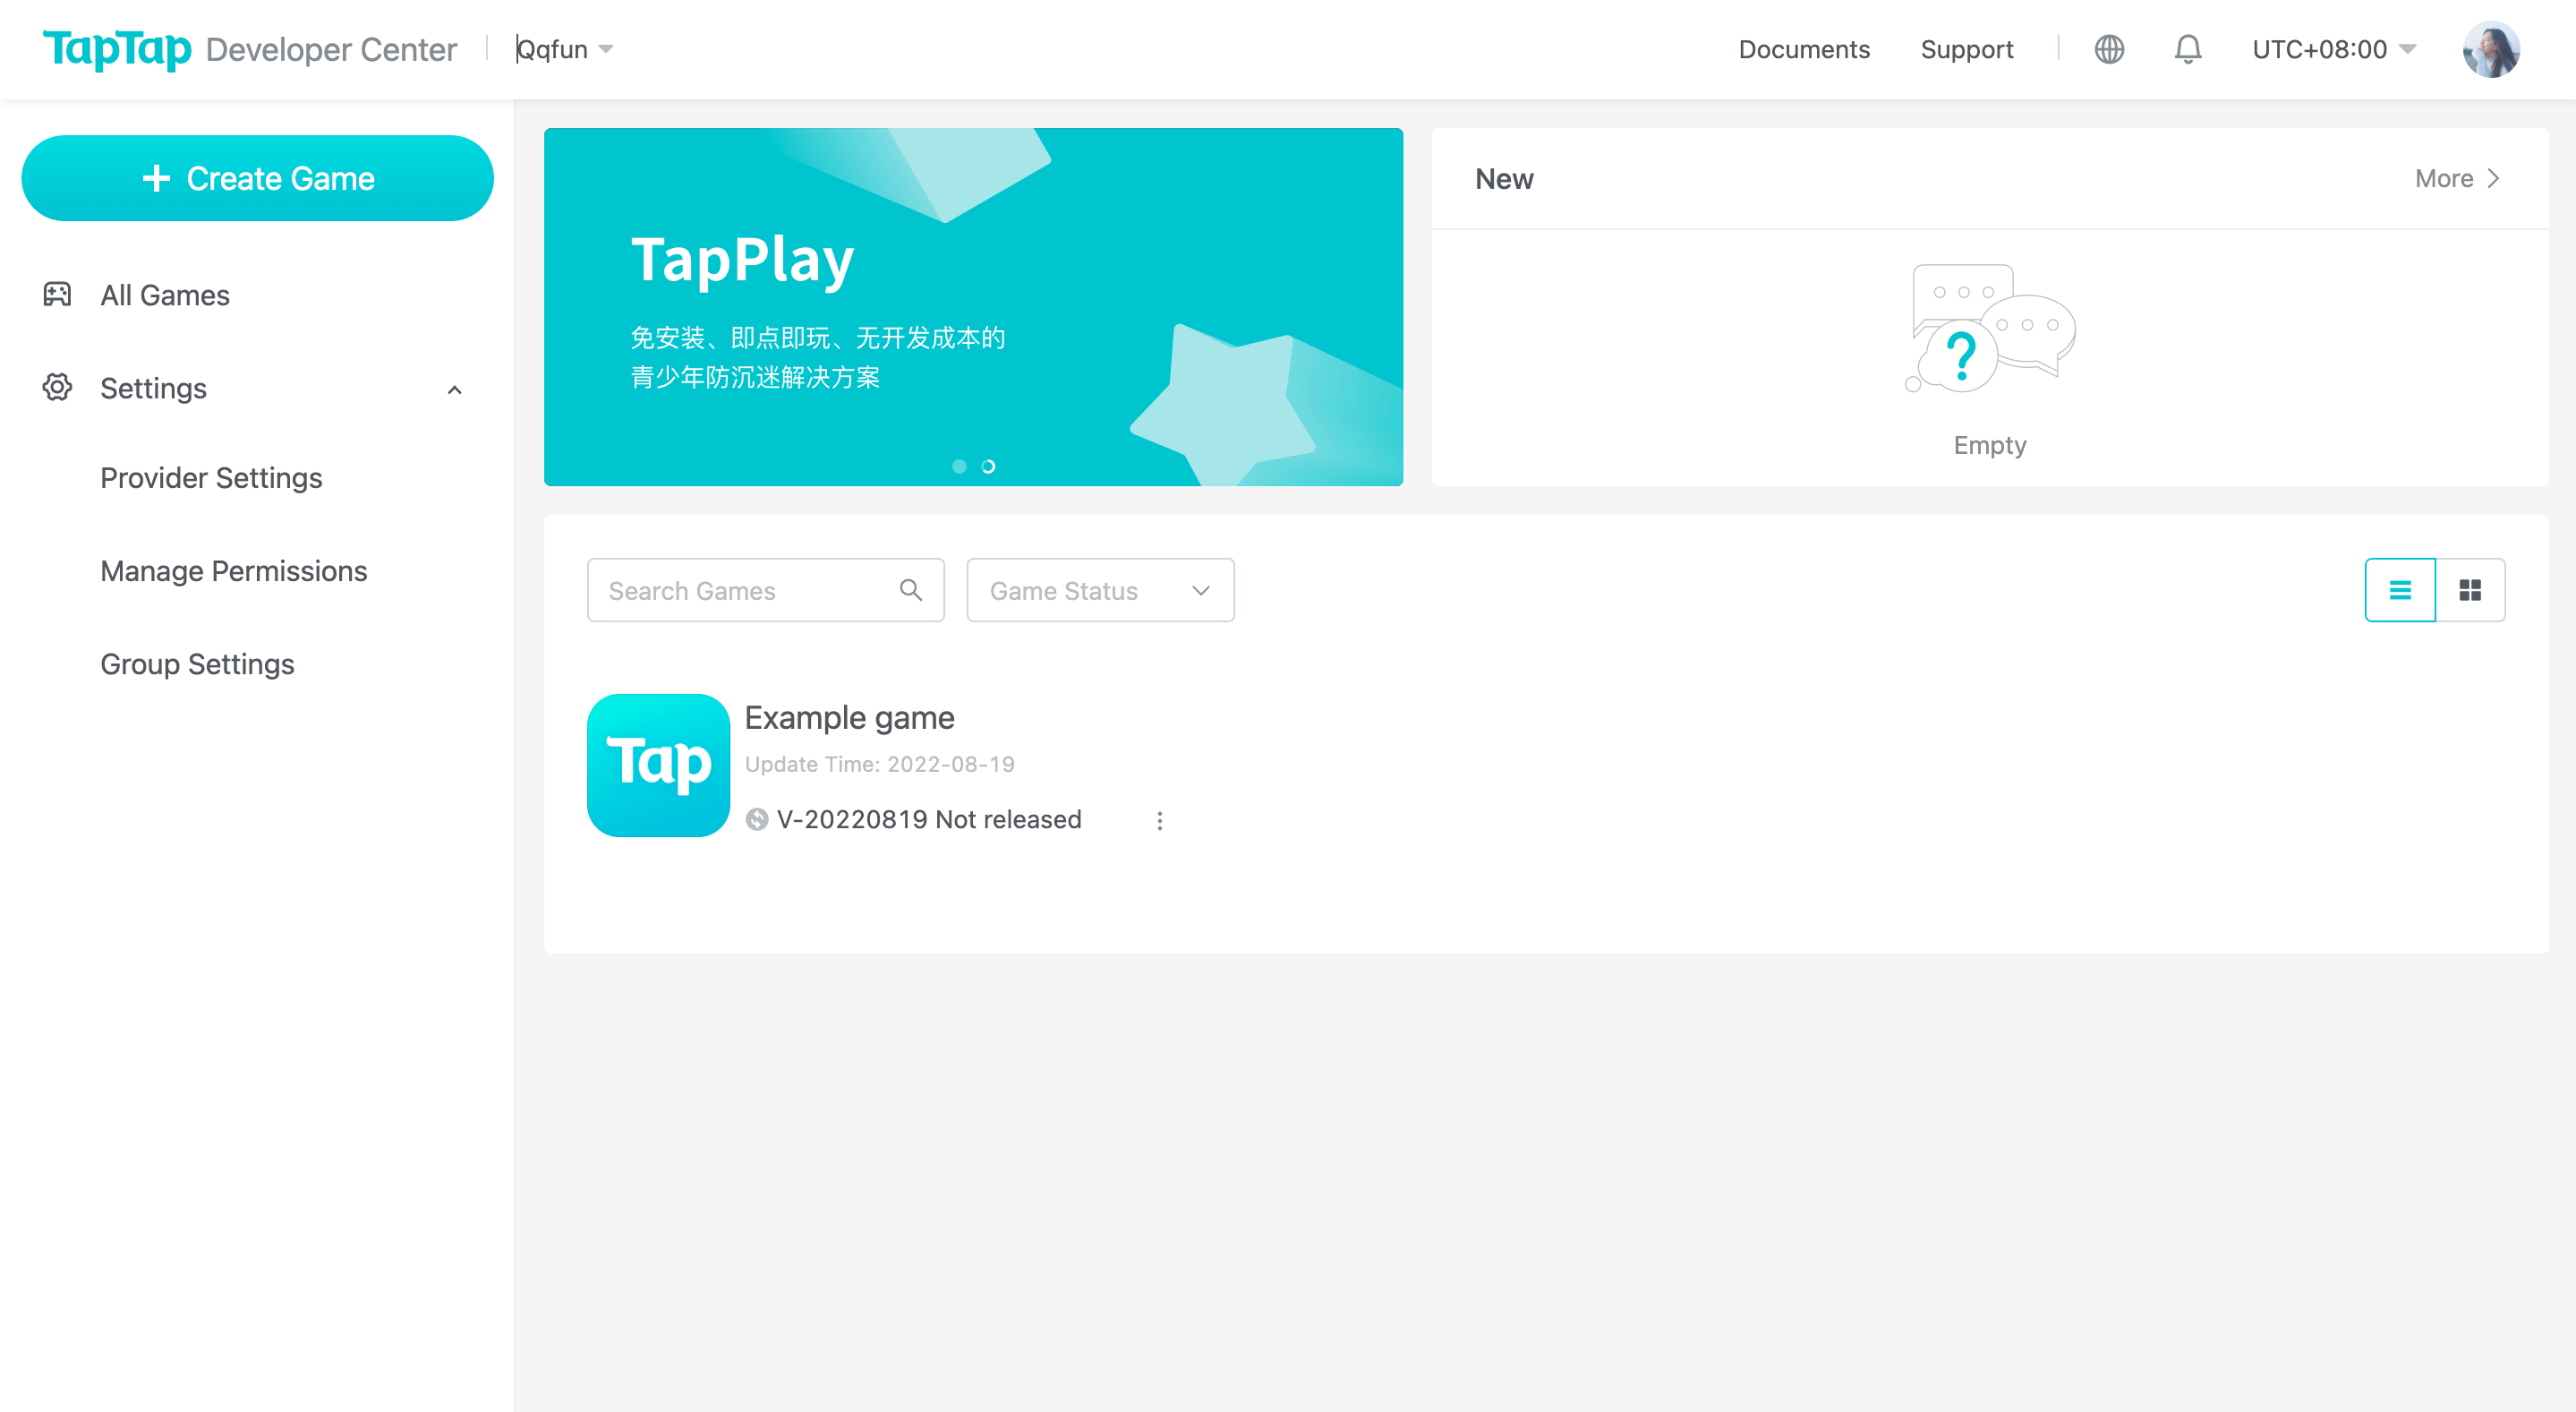 TapTap Developer Center
Qqfun
Documents
Support
UTC+08:00
Create Game
All Games
Settings
Provider Settings
Manage Permissions
Group Settings
TapPlay
免安装、即点即玩、无开发成本的
青少年防沉迷解决方案
New
More
?
Empty
Search Games
Game Status
Tap
Example game
Update Time: 2022-08-19
V-20220819 Not released